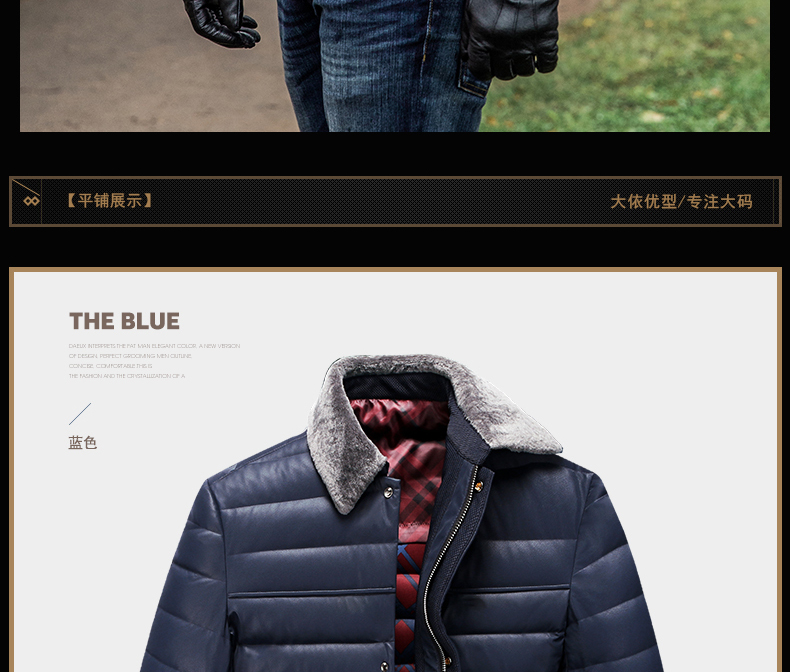 【平铺展示】
大依优型/专注大码
THE BLUE
DAEUX INTERPRETS THE FAT MAN ELEGANT COLOR. A NEW VERSION
OF DESIGN, PERFECT GROOMING MEN OUTLINE,
CONCISE, COMFORTABLE THIS IS
THE FASHION AND THE CRYSTALLIZATION OF A
蓝色